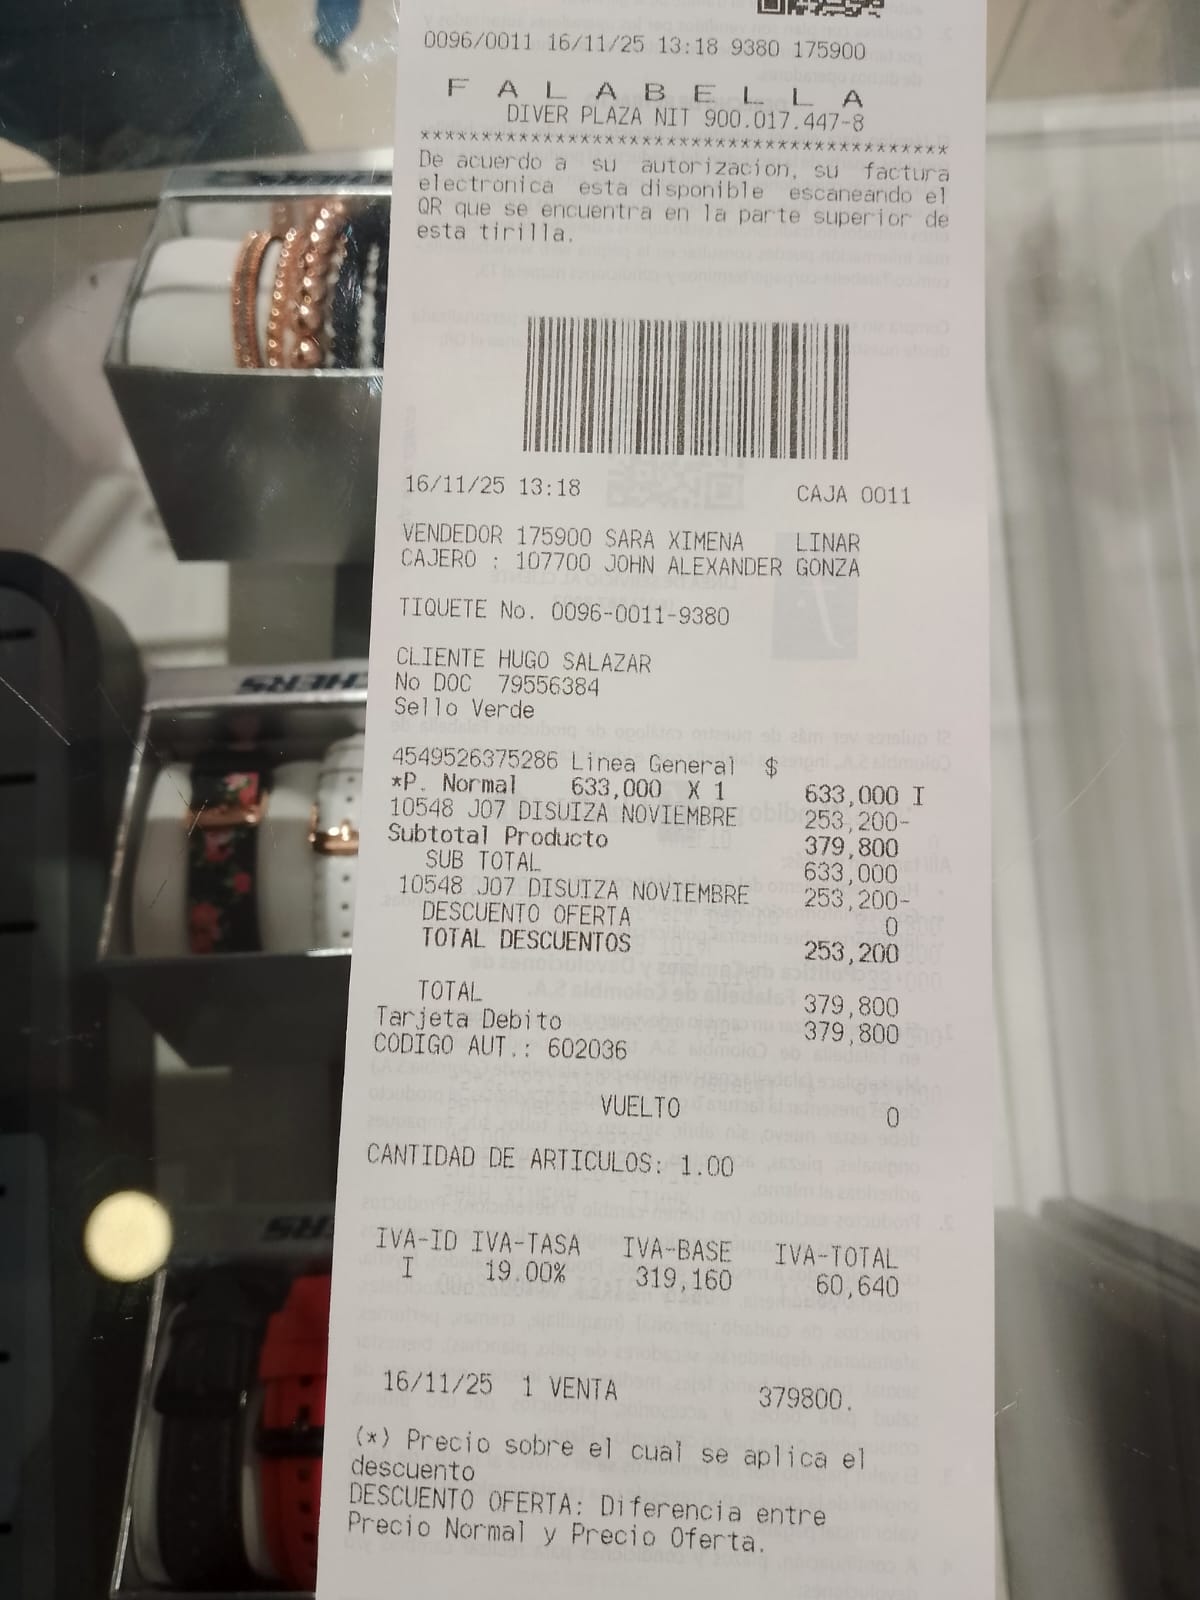 0096/0011 16/11/25 13:18 9380 175900
F A L A B E L L A
DIVER PLAZA NIT 900.017.447-8
*******************************************
De acuerdo a su autorizacion, su factura
electronica esta disponible escaneando el
QR que se encuentra en la parte superior de
esta tirilla.
16/11/25 13:18 CAJA 0011
VENDEDOR 175900 SARA XIMENA LINAR
CAJERO : 107700 JOHN ALEXANDER GONZA
TIQUETE No. 0096-0011-9380
CLIENTE HUGO SALAZAR
No DOC 79556384
Sello Verde
4549526375286 Linea General $
*P. Normal 633,000 X 1 633,000 I
10548 J07 DISUIZA NOVIEMBRE 253,200-
Subtotal Producto 379,800
SUB TOTAL 633,000
10548 J07 DISUIZA NOVIEMBRE 253,200-
DESCUENTO OFERTA 0
TOTAL DESCUENTOS 253,200
TOTAL 379,800
Tarjeta Debito 379,800
CODIGO AUT.: 602036
VUELTO 0
CANTIDAD DE ARTICULOS: 1.00
IVA-ID IVA-TASA IVA-BASE IVA-TOTAL
I 19.00% 319,160 60,640
16/11/25 1 VENTA 379800.
(*) Precio sobre el cual se aplica el
descuento
DESCUENTO OFERTA: Diferencia entre
Precio Normal y Precio Oferta.